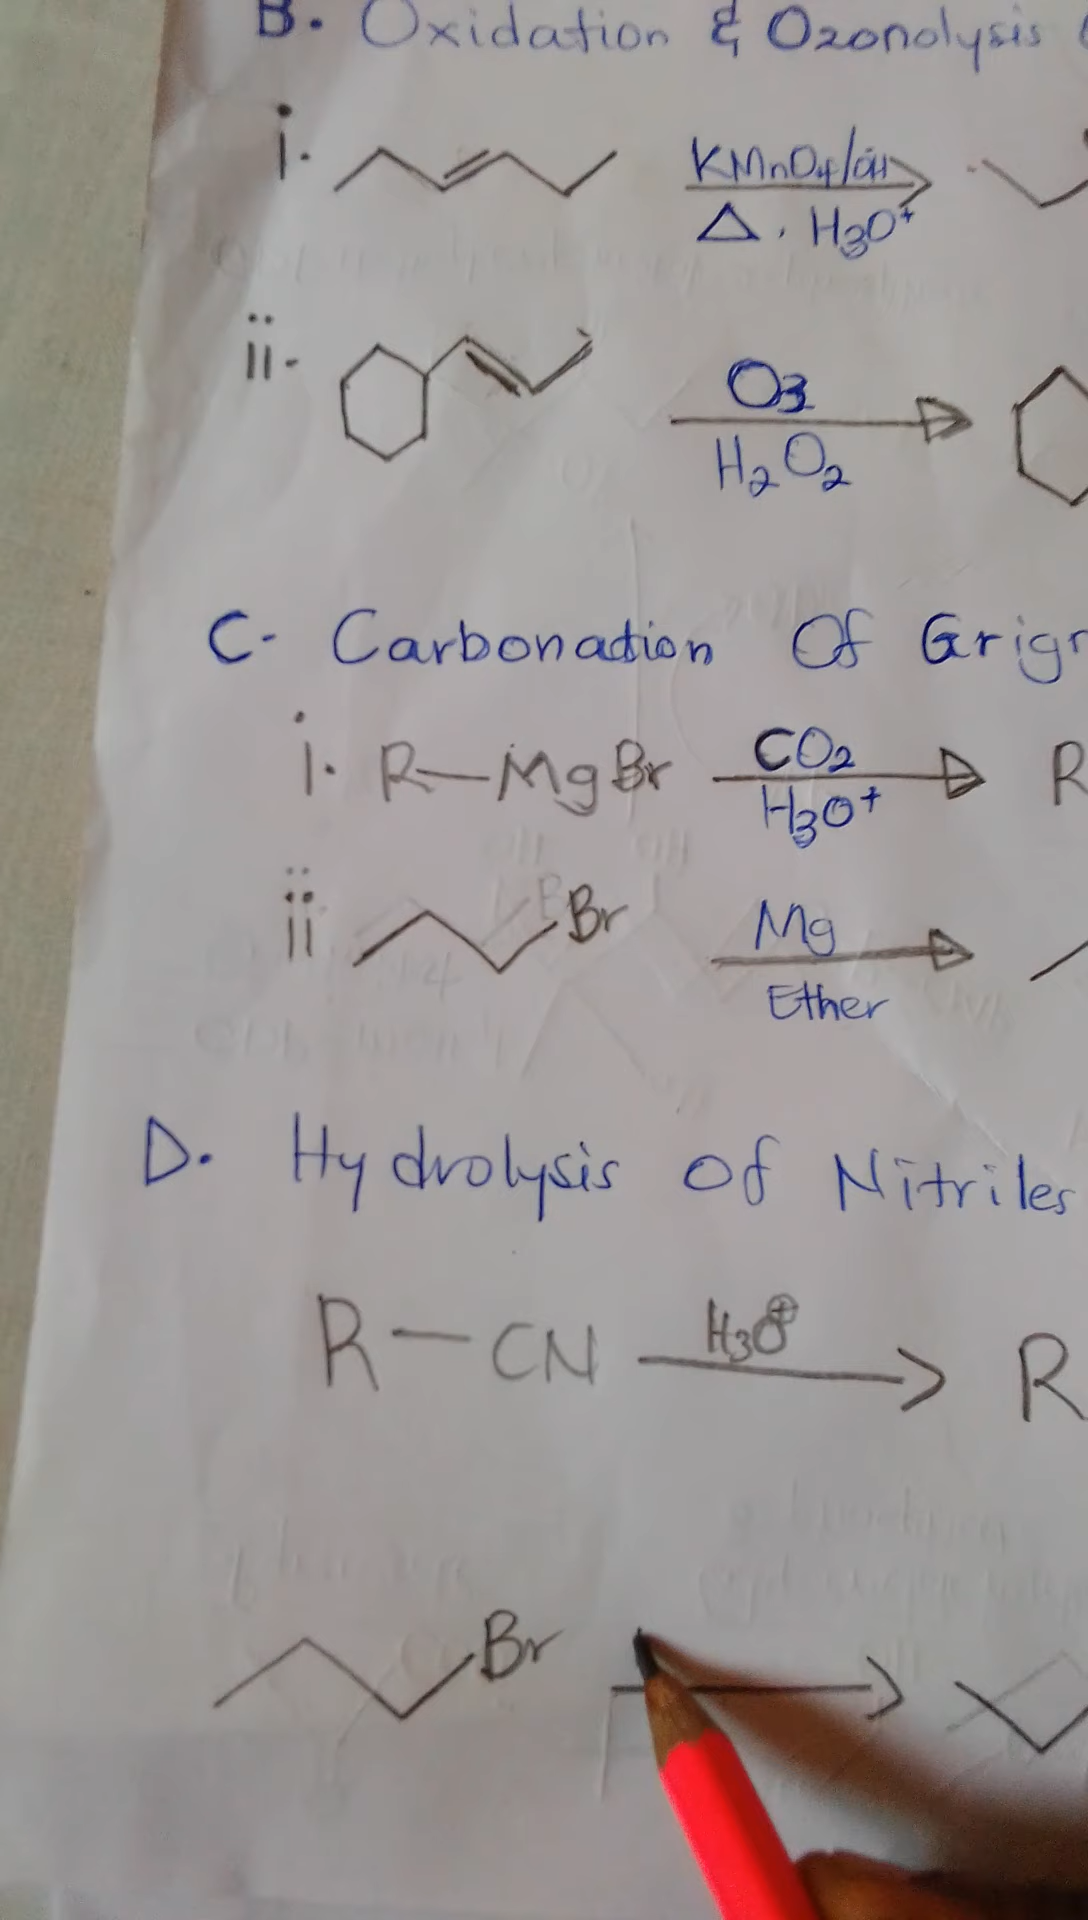 B. Oxidation & Ozonolysis
i. KMnO4/OH
Δ, H3O+
ii- O3
H2O2
C- Carbonation Of Grign
i. R—MgBr CO2 R
H3O+
ii Br Mg
Ether
D. Hydrolysis Of Nitriles
R—CN H3O⊕ R
Br